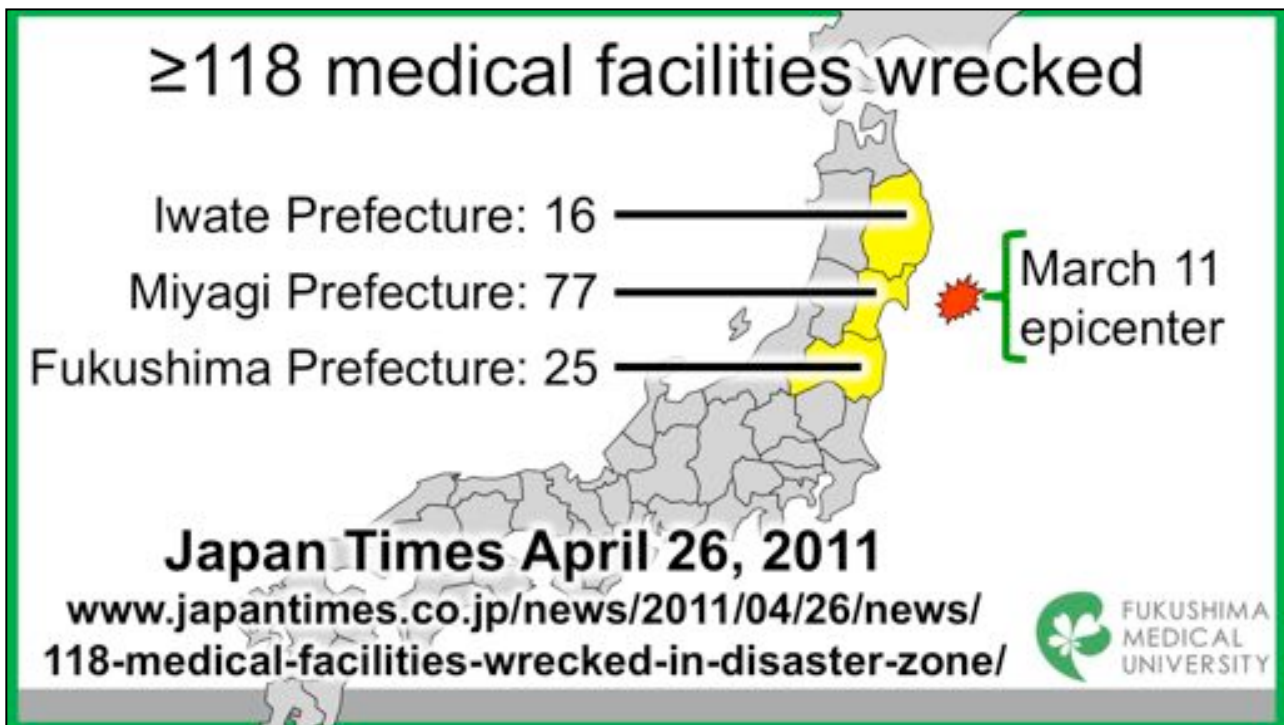 ≥118 medical facilities wrecked
Iwate Prefecture: 16
Miyagi Prefecture: 77
Fukushima Prefecture: 25
March 11
epicenter
Japan Times April 26, 2011
www.japantimes.co.jp/news/2011/04/26/news/
118-medical-facilities-wrecked-in-disaster-zone/
FUKUSHIMA
MEDICAL
UNIVERSITY